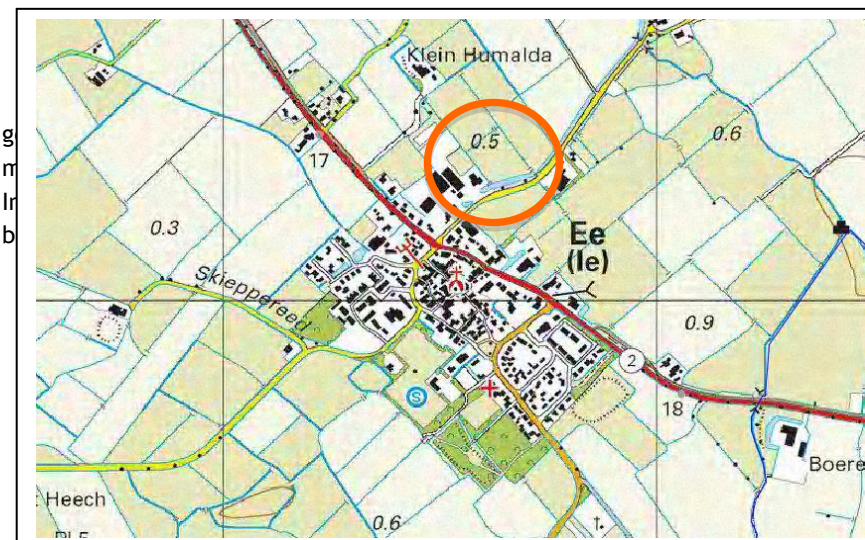 Klein Humalda
0.5
0.6
17
0.3
Ee
(Ie)
Skieppereed
0.9
2
18
S
Boere
Heech
0.6